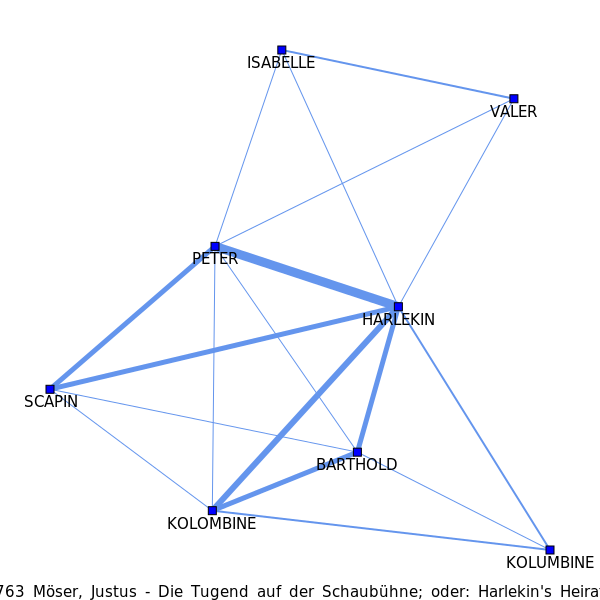 ISABELLE
VALER
PETER
HARLEKIN
SCAPIN
BARTHOLD
KOLOMBINE
KOLUMBINE
763 Möser, Justus - Die Tugend auf der Schaubühne; oder: Harlekin's Heira